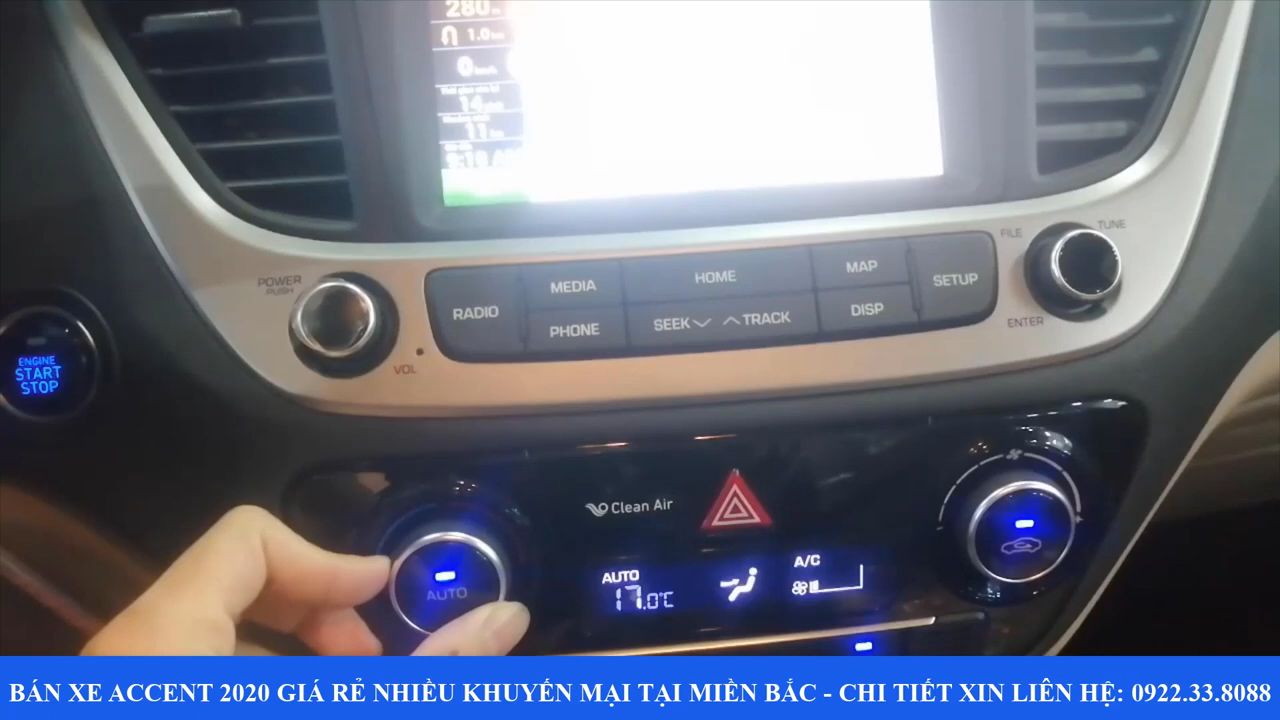 280
1.0 km
0 km/h
14
11
POWER
PUSH
VOL
RADIO
MEDIA
HOME
MAP
SETUP
PHONE
SEEK TRACK
DISP
FILE
TUNE
ENTER
ENGINE
START
STOP
Clean Air
AUTO
AUTO
17.0°C
A/C
BÁN XE ACCENT 2020 GIÁ RẺ NHIỀU KHUYẾN MẠI TẠI MIỀN BẮC - CHI TIẾT XIN LIÊN HỆ: 0922.33.8088